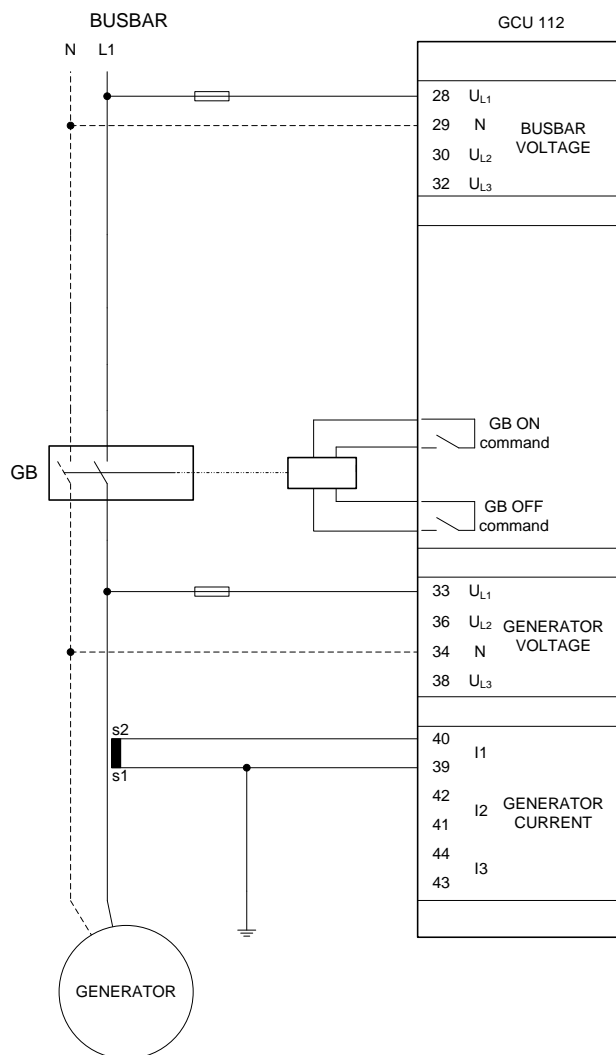 BUSBAR
GCU 112
N L1
28 UL1
29 N
BUSBAR
VOLTAGE
30 UL2
32 UL3
GB ON
command
GB
GB OFF
command
33 UL1
36 UL2
GENERATOR
VOLTAGE
34 N
38 UL3
s2
s1
40
39
I1
42
41
I2
GENERATOR
CURRENT
44
43
I3
GENERATOR